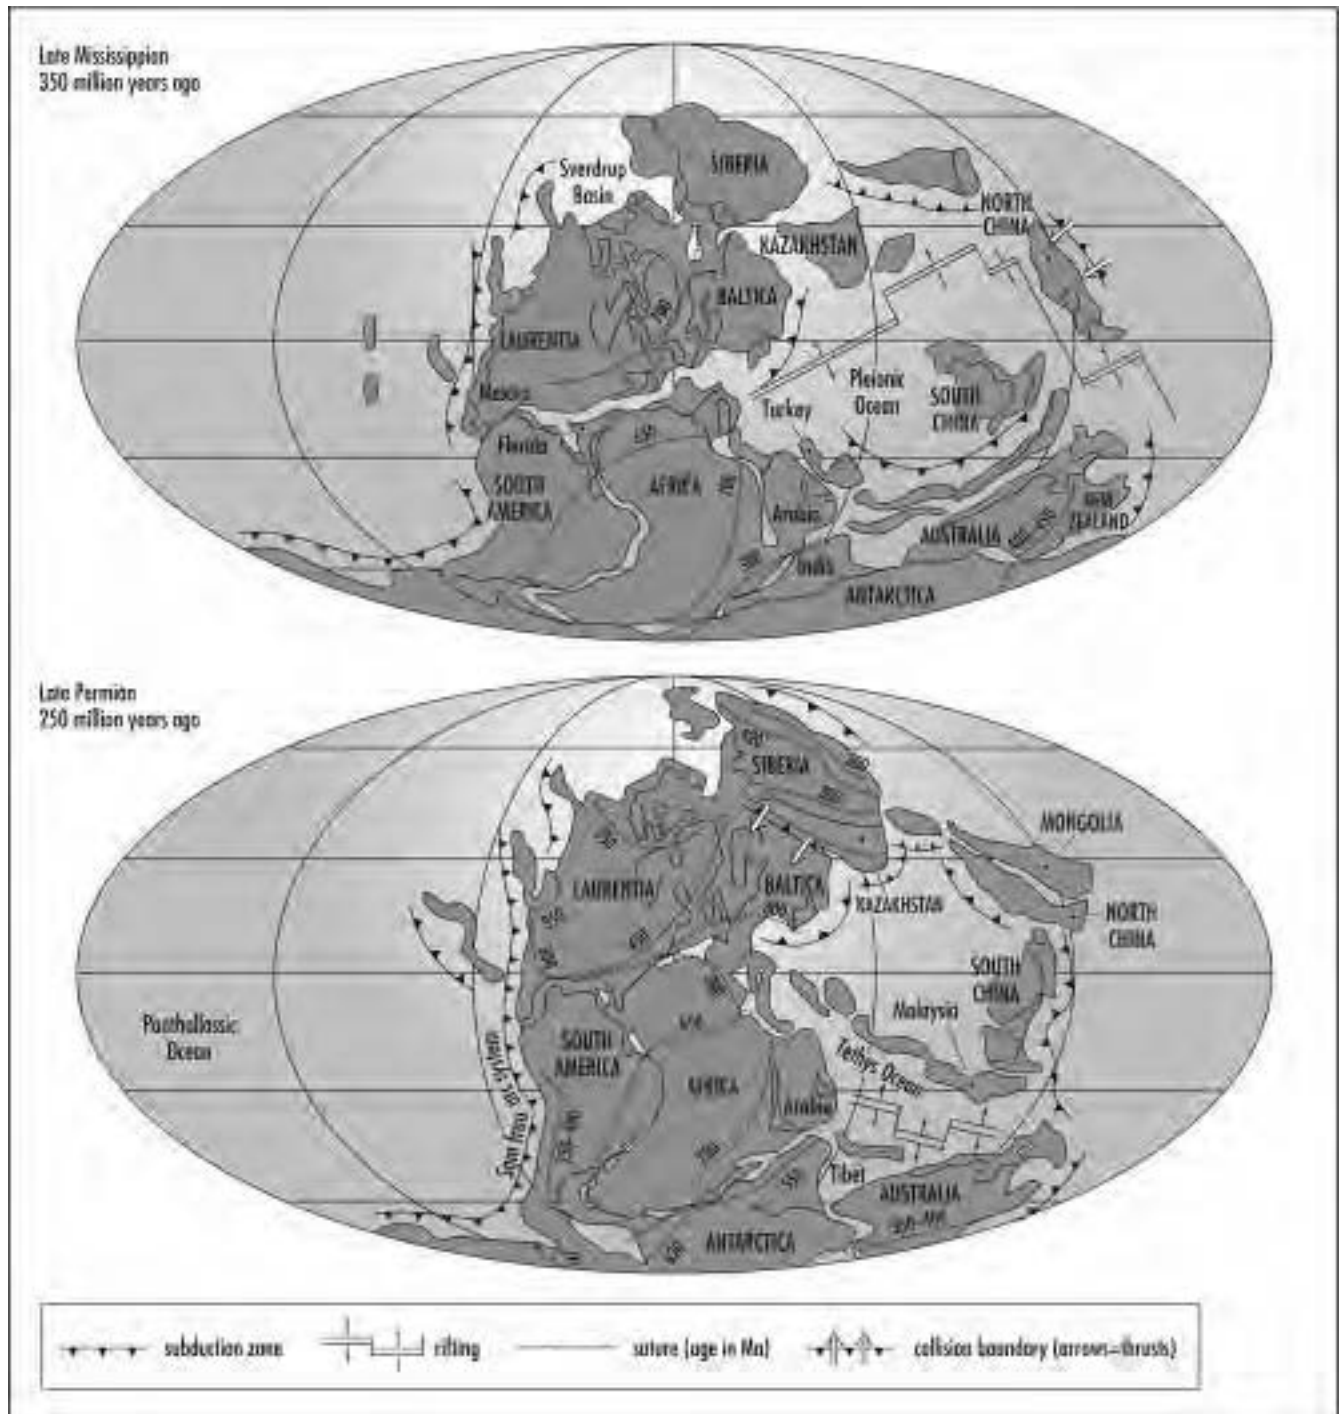 Late Mississippian
350 million years ago
Sverdrup
Basin
SIBERIA
NORTH
CHINA
KAZAKHSTAN
BALTICA
LAURENTIA
Mexico
Pleionic
Ocean
Turkey
SOUTH
CHINA
Florida
SOUTH
AMERICA
AFRICA
Arabia
NEW
ZEALAND
AUSTRALIA
India
ANTARCTICA
Late Permian
250 million years ago
SIBERIA
MONGOLIA
LAURENTIA
BALTICA
KAZAKHSTAN
NORTH
CHINA
SOUTH
CHINA
Malaysia
Panthallassic
Ocean
SOUTH
AMERICA
Tethys Ocean
AFRICA
Arabia
Tibet
AUSTRALIA
ANTARCTICA
subduction zone
rifting
suture (age in Ma)
collision boundary (arrows=thrusts)